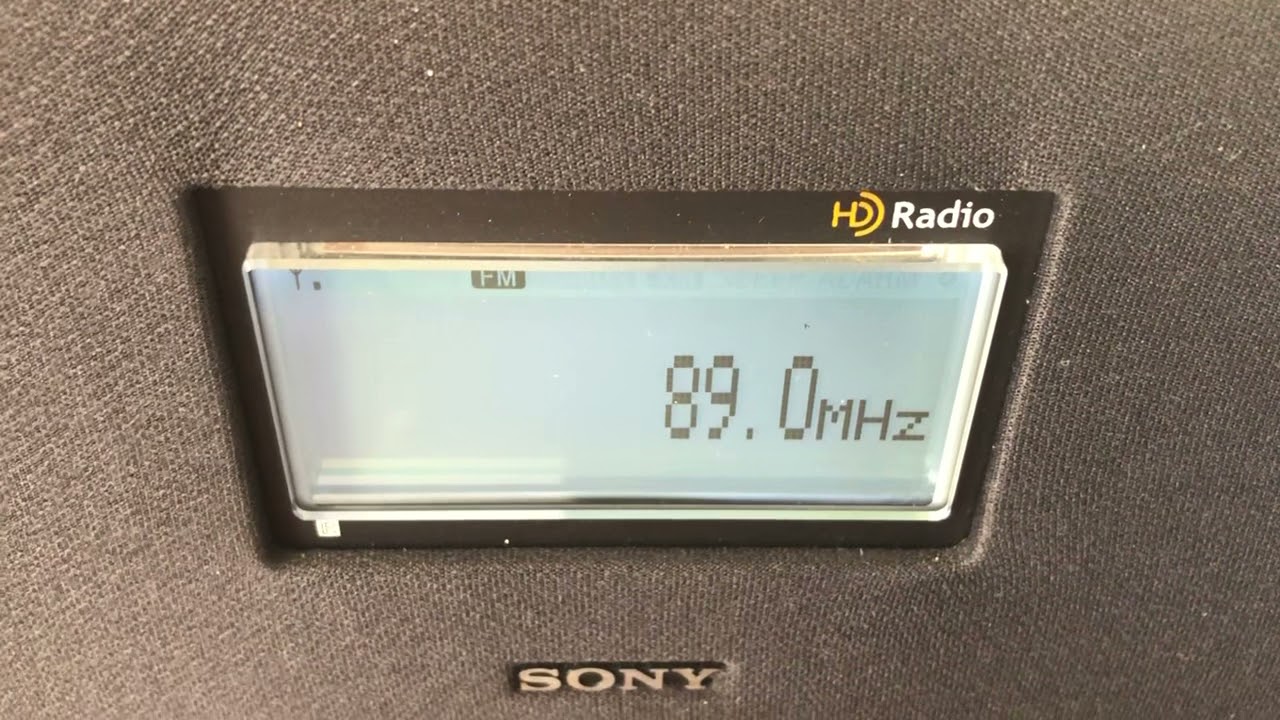 HD Radio
FM
89.0MHz
SONY